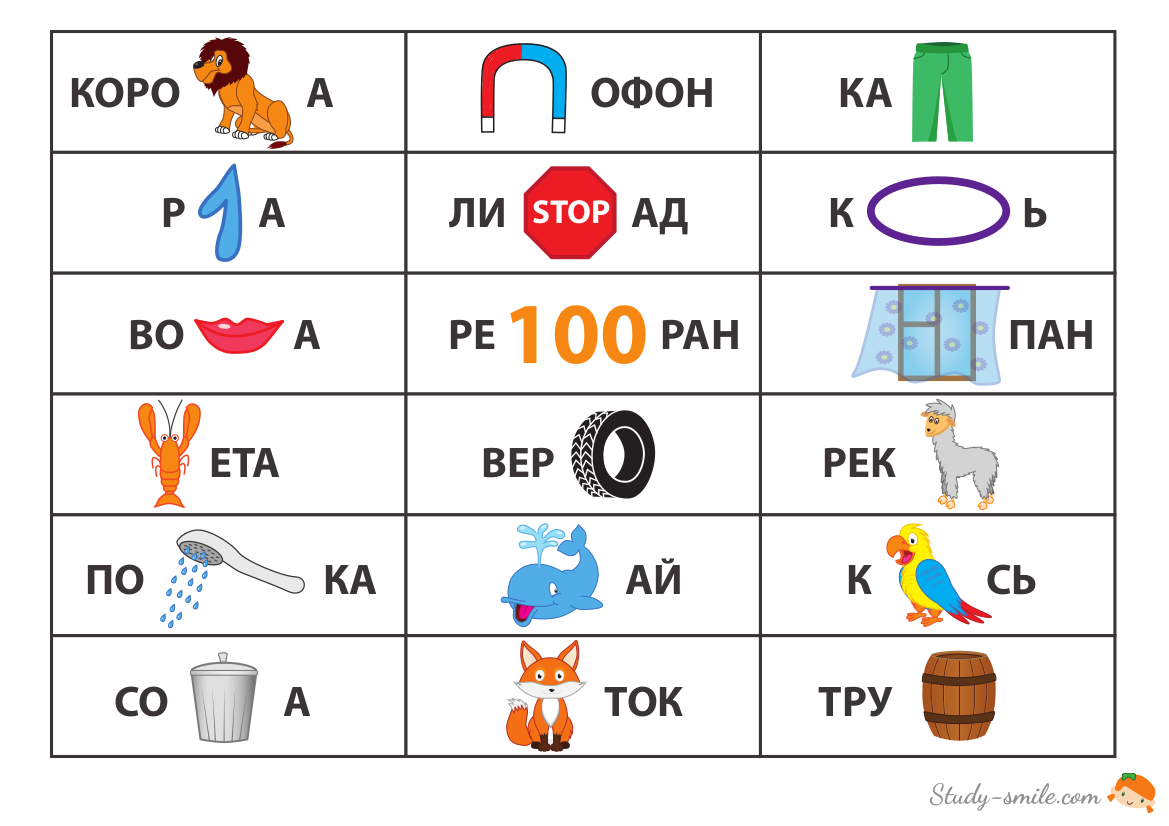 КОРО А
ОФОН
КА
Р 1 А
ЛИ STOP АД
К Ь
ВО А
РЕ 100 РАН
ПАН
ЕТА
ВЕР
РЕК
ПО КА
АЙ
К СЬ
СО А
ТОК
ТРУ
Study-smile.com